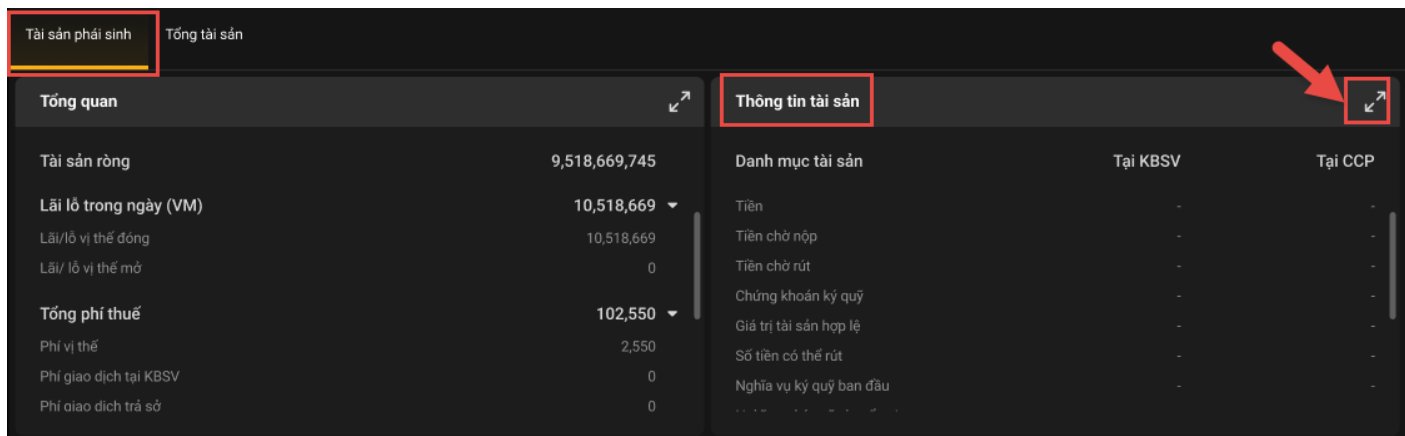 Tài sản phái sinh Tổng tài sản
Tổng quan
Tài sản ròng 9,518,669,745
Lãi lỗ trong ngày (VM) 10,518,669
Lãi/lỗ vị thế đóng 10,518,669
Lãi/ lỗ vị thế mở 0
Tổng phí thuế 102,550
Phí vị thế 2,550
Phí giao dịch tại KBSV 0
Phí giao dịch trả sở 0
Thông tin tài sản
Danh mục tài sản Tại KBSV Tại CCP
Tiền - -
Tiền chờ nộp - -
Tiền chờ rút - -
Chứng khoán ký quỹ - -
Giá trị tài sản hợp lệ - -
Số tiền có thể rút - -
Nghĩa vụ ký quỹ ban đầu - -